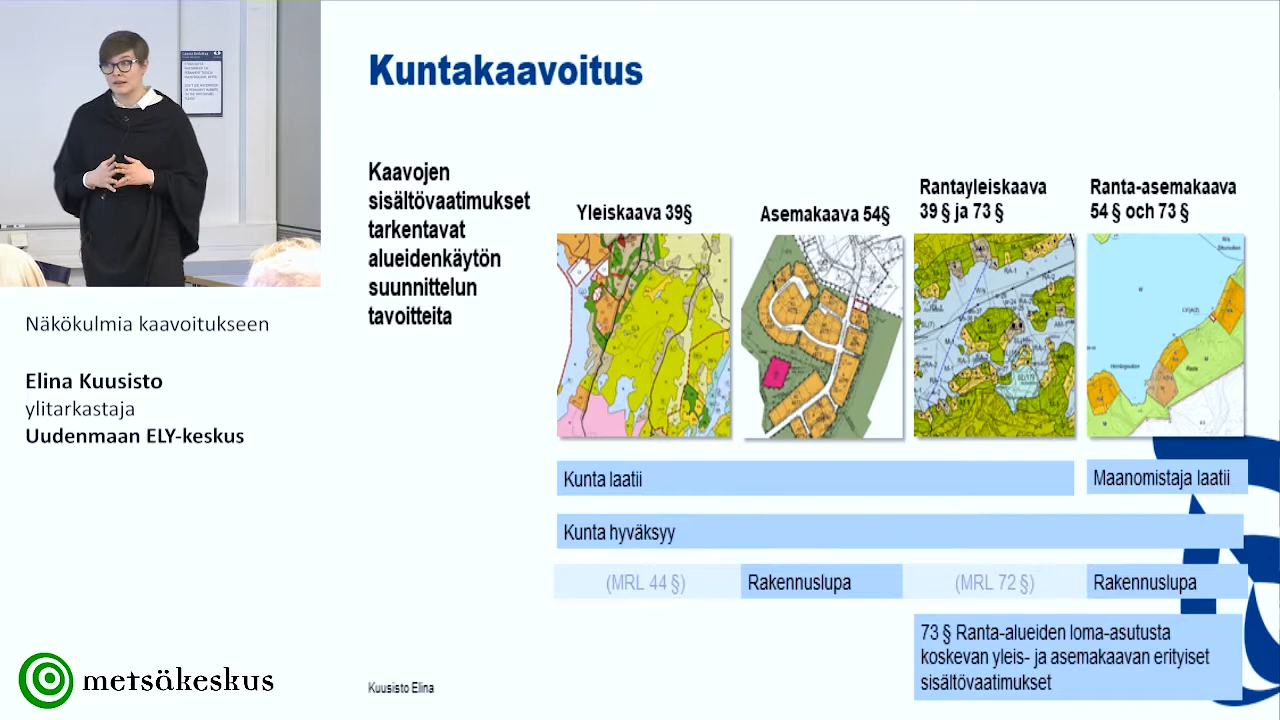 Kuntakaavoitus
Kaavojen
sisältövaatimukset
tarkentavat
alueidenkäytön
suunnittelun
tavoitteita
Yleiskaava 39§
Asemakaava 54§
Rantayleiskaava
39 § ja 73 §
Ranta-asemakaava
54 § och 73 §
Kunta laatii
Maanomistaja laatii
Kunta hyväksyy
(MRL 44 §)
Rakennuslupa
(MRL 72 §)
Rakennuslupa
73 § Ranta-alueiden loma-asutusta
koskevan yleis- ja asemakaavan erityiset
sisältövaatimukset
Kuusisto Elina
Näkökulmia kaavoitukseen
Elina Kuusisto
ylitarkastaja
Uudenmaan ELY-keskus
metsäkeskus